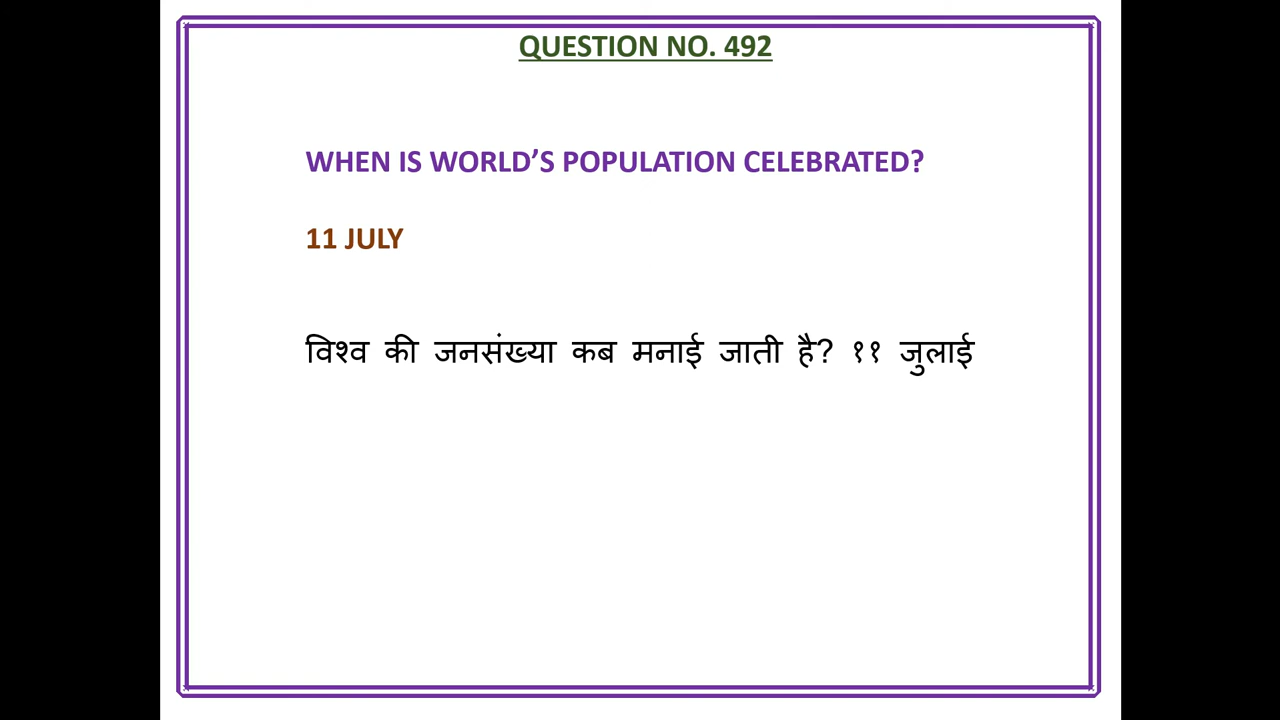 QUESTION NO. 492
WHEN IS WORLD’S POPULATION CELEBRATED?
11 JULY
विश्व की जनसंख्या कब मनाई जाती है? ११ जुलाई